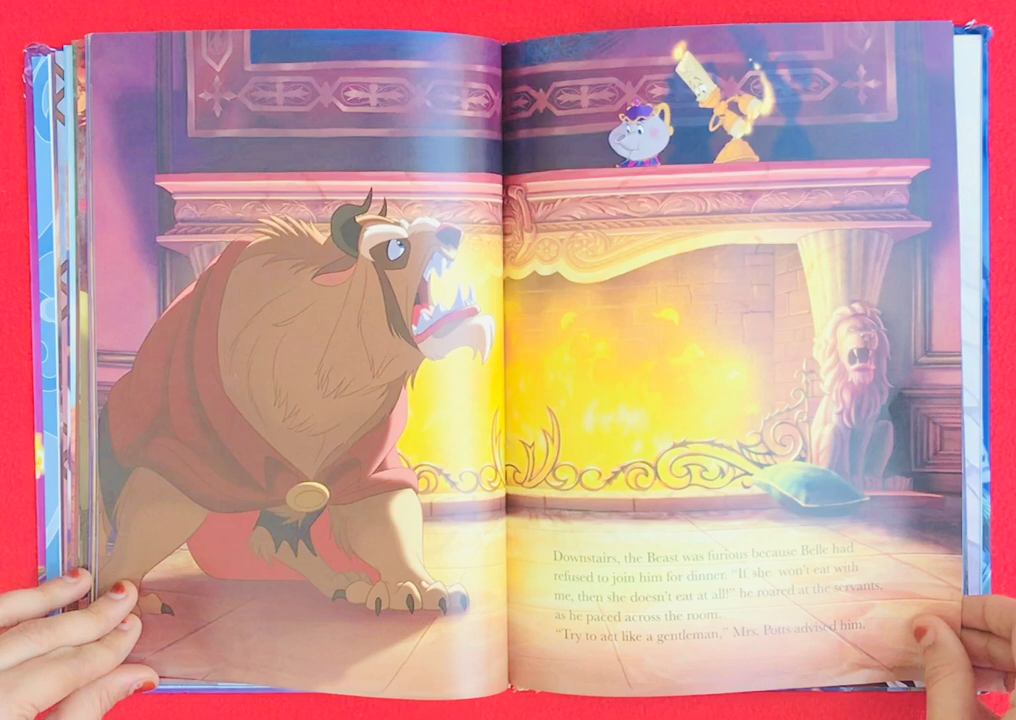 Downstairs, the Beast was furious because Belle had
refused to join him for dinner. “If she won’t eat with
me, then she doesn’t eat at all!” he roared at the servants,
as he paced across the room.
“Try to act like a gentleman,” Mrs. Potts advised him.